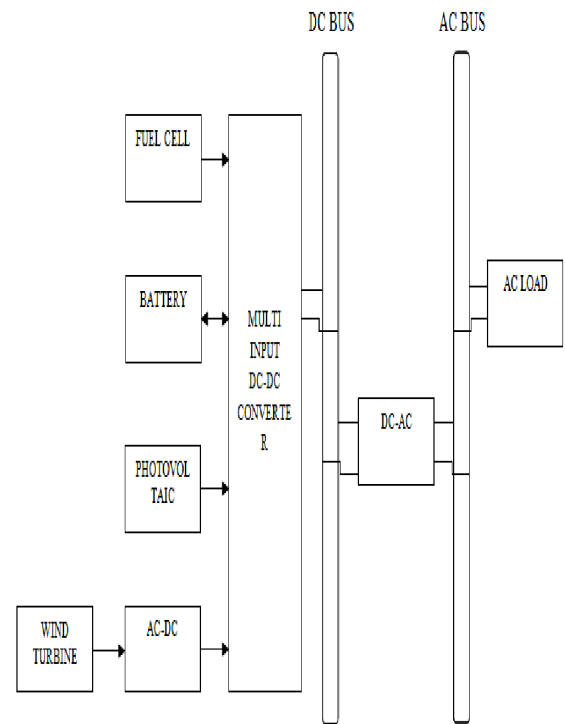 DC BUS
AC BUS
FUEL CELL
BATTERY
MULTI
INPUT
DC-DC
CONVERTE
R
AC LOAD
DC-AC
PHOTOVOL
TAIC
WIND
TURBINE
AC-DC